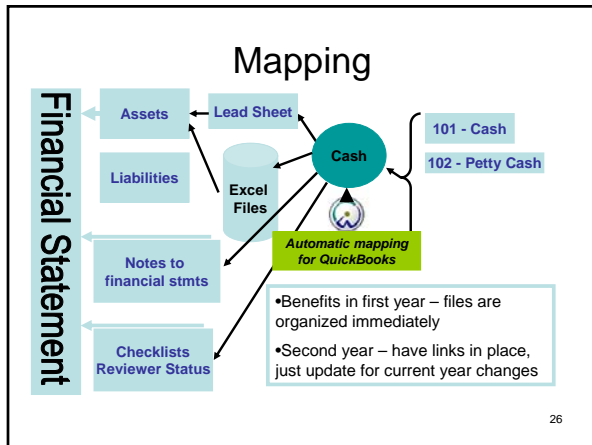 Mapping
Financial Statement
Assets
Lead Sheet
Cash
101 - Cash
102 - Petty Cash
Liabilities
Excel
Files
Automatic mapping
for QuickBooks
Notes to
financial stmts
Checklists
Reviewer Status
•Benefits in first year – files are
organized immediately
•Second year – have links in place,
just update for current year changes
26